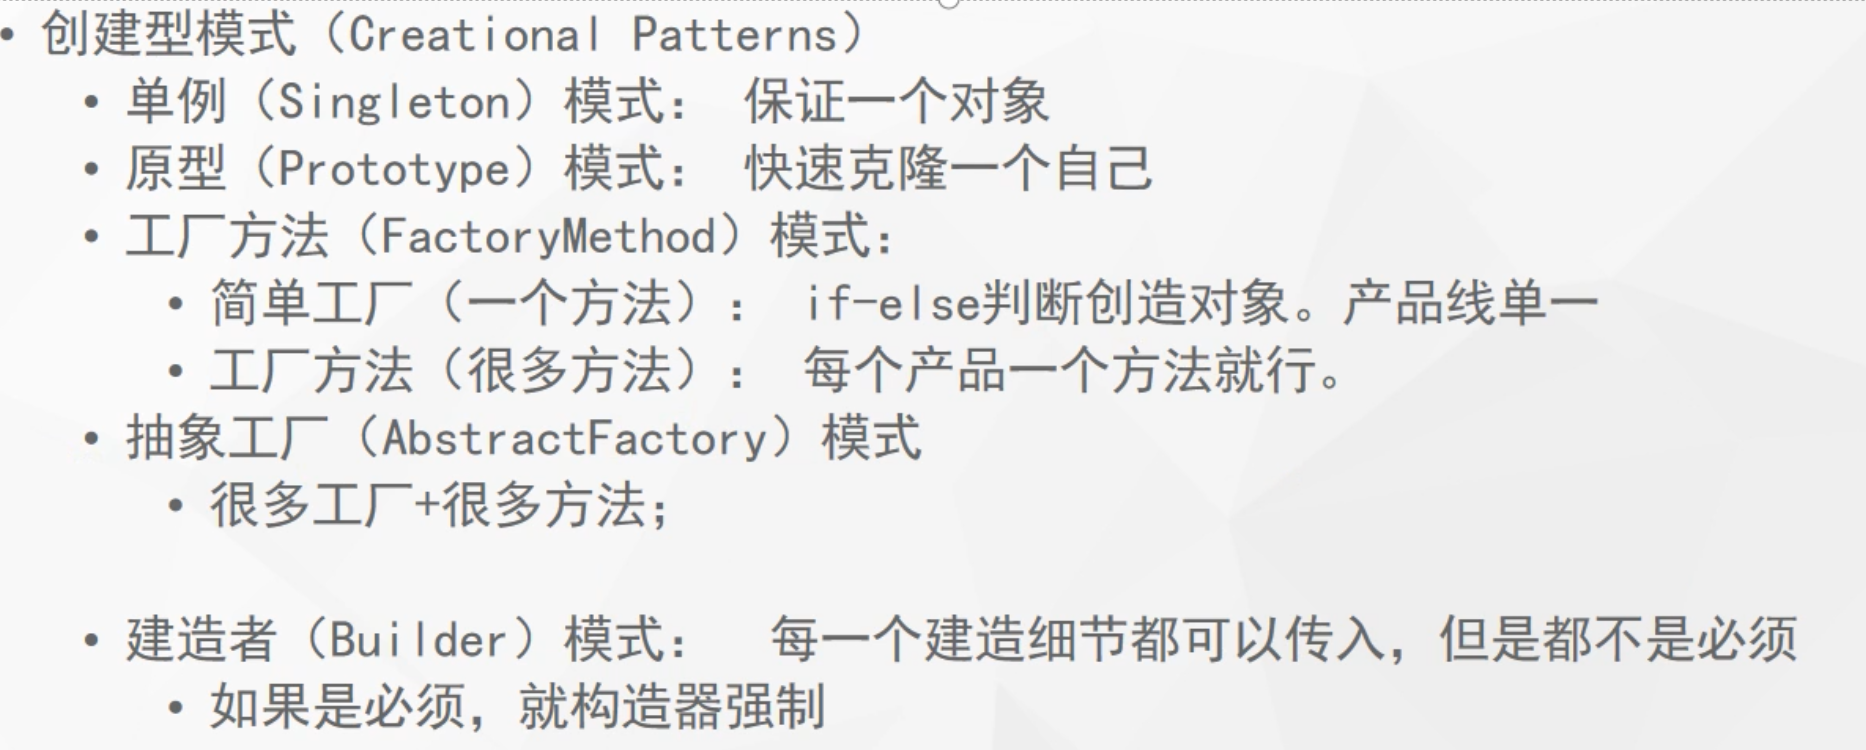 • 创建型模式（Creational Patterns）
• 单例（Singleton）模式： 保证一个对象
• 原型（Prototype）模式： 快速克隆一个自己
• 工厂方法（FactoryMethod）模式：
• 简单工厂（一个方法）： if-else判断创造对象。产品线单一
• 工厂方法（很多方法）： 每个产品一个方法就行。
• 抽象工厂（AbstractFactory）模式
• 很多工厂+很多方法；
• 建造者（Builder）模式： 每一个建造细节都可以传入，但是都不是必须
• 如果是必须，就构造器强制